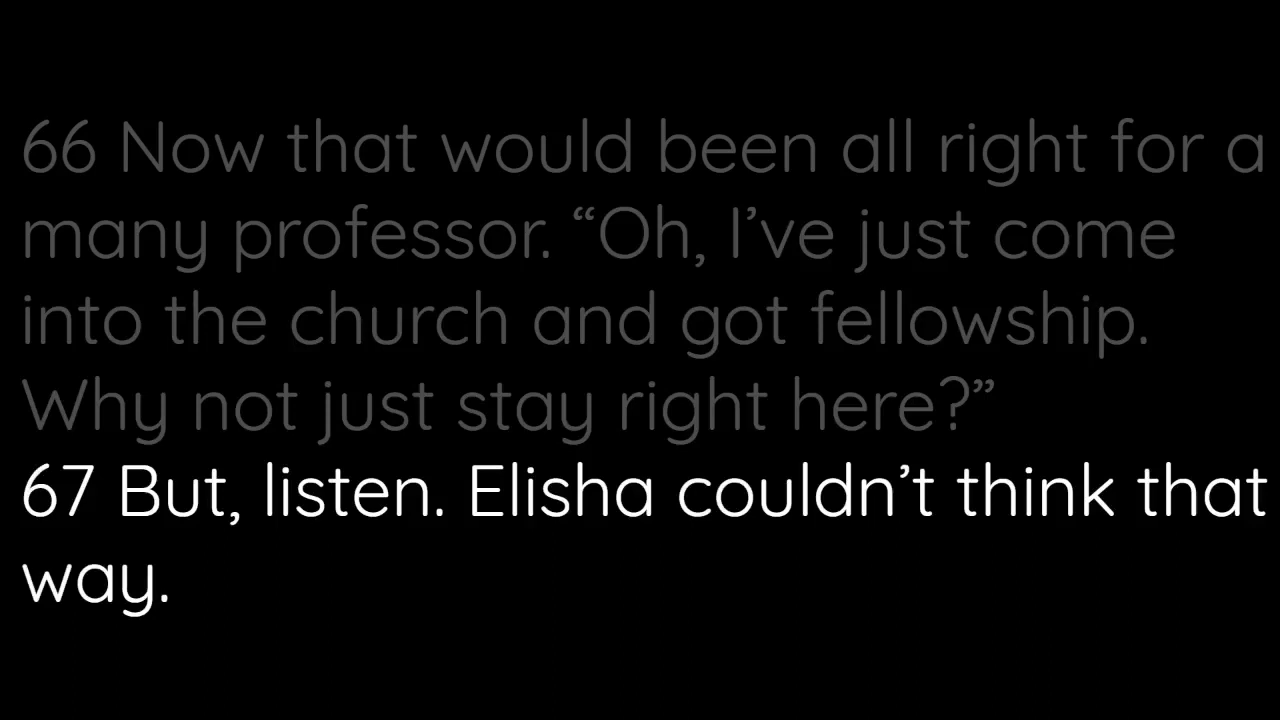 66 Now that would been all right for a
many professor. “Oh, I’ve just come
into the church and got fellowship.
Why not just stay right here?”
67 But, listen. Elisha couldn’t think that
way.